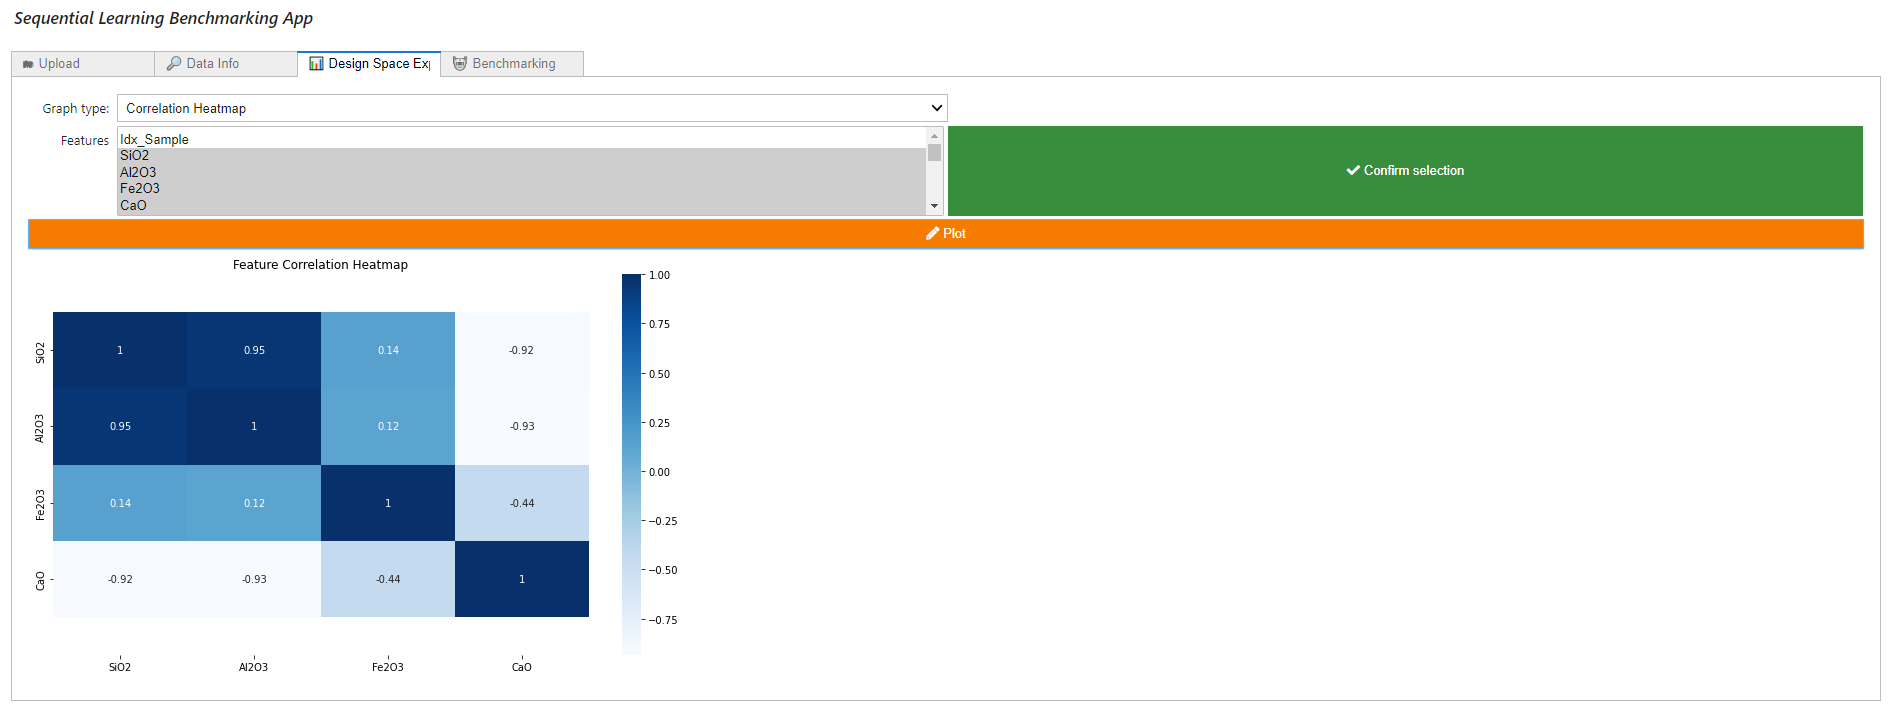 Sequential Learning Benchmarking App
Upload
Data Info
Design Space Ex
Benchmarking
Graph type:
Correlation Heatmap
Features
Idx_Sample
SiO2
Al2O3
Fe2O3
CaO
Confirm selection
Plot
Feature Correlation Heatmap
SiO2
1 0.95 0.14 -0.92
Al2O3
0.95 1 0.12 -0.93
Fe2O3
0.14 0.12 1 -0.44
CaO
-0.92 -0.93 -0.44 1
SiO2 Al2O3 Fe2O3 CaO
1.00
0.75
0.50
0.25
0.00
−0.25
−0.50
−0.75